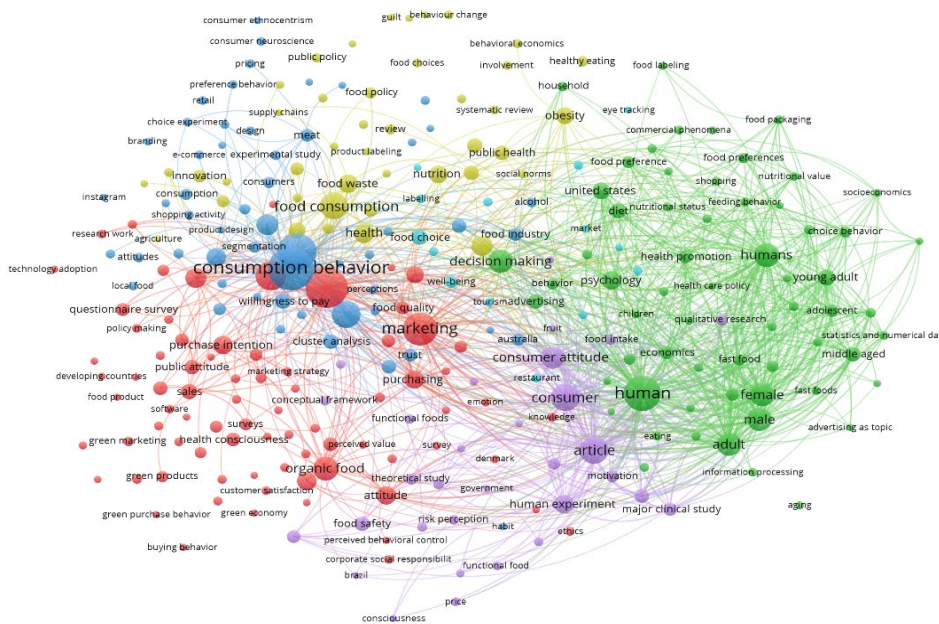 consumer ethnocentrism
guilt
behaviour change
consumer neuroscience
behavioral economics
public policy
pricing
food choices
involvement
healthy eating
food labeling
preference behavior
food policy
household
retail
supply chains
systematic review
eye tracking
obesity
food packaging
choice experiment
design
meat
review
commercial phenomena
branding
e-commerce
experimental study
product labeling
public health
food preference
food preferences
innovation
consumers
food waste
nutrition
social norms
shopping
nutritional value
instagram
consumption
labelling
alcohol
united states
socioeconomics
shopping activity
food consumption
diet
nutritional status
feeding behavior
research work
product design
health
food choice
food industry
market
choice behavior
agriculture
segmentation
attitudes
decision making
health promotion
humans
technology adoption
consumption behavior
local food
perceptions
well-being
behavior
psychology
health care policy
young adult
questionnaire survey
willingness to pay
food quality
tourism
advertising
children
adolescent
policy making
marketing
fruit
qualitative research
purchase intention
cluster analysis
australia
food intake
statistics and numerical da
public attitude
trust
consumer attitude
economics
fast food
middle aged
developing countries
marketing strategy
purchasing
restaurant
food product
sales
conceptual framework
emotion
consumer
human
female
fast foods
software
surveys
functional foods
knowledge
male
advertising as topic
green marketing
health consciousness
perceived value
survey
article
eating
adult
denmark
organic food
green products
theoretical study
motivation
information processing
customer satisfaction
attitude
government
green purchase behavior
green economy
human experiment
major clinical study
aging
food safety
risk perception
habit
ethics
buying behavior
perceived behavioral control
corporate social responsibilit
functional food
brazil
price
consciousness